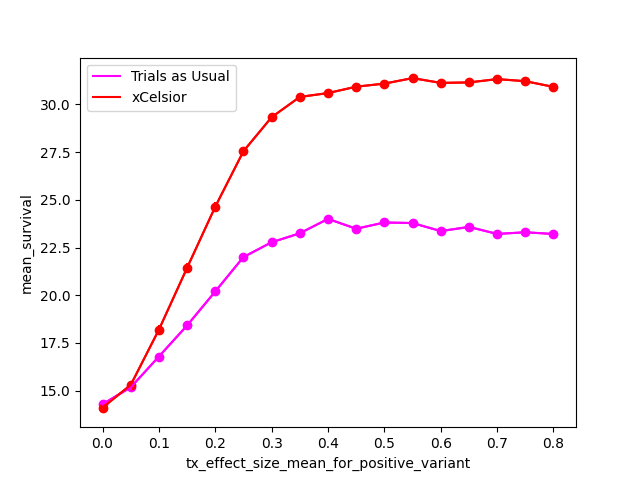 Trials as Usual
xCelsior
30.0
27.5
25.0
22.5
20.0
17.5
15.0
mean_survival
0.0 0.1 0.2 0.3 0.4 0.5 0.6 0.7 0.8
tx_effect_size_mean_for_positive_variant